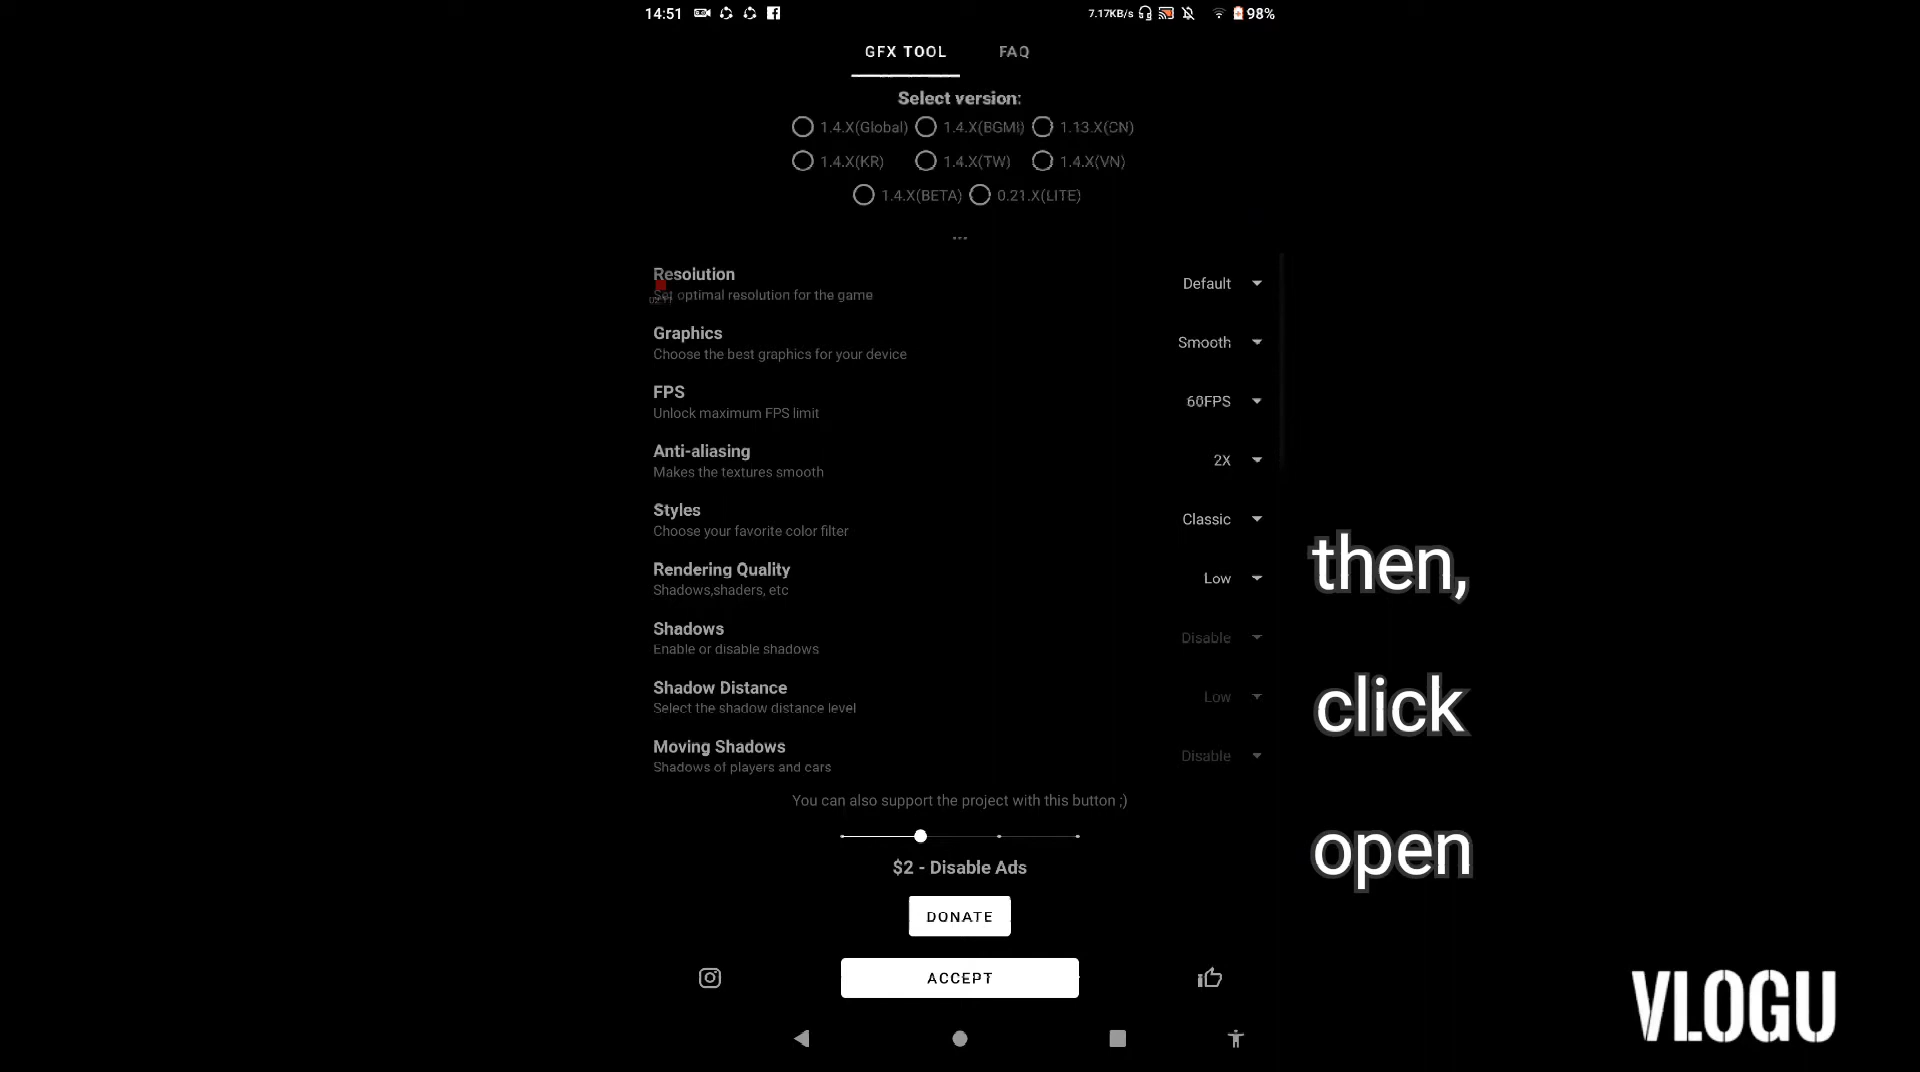 14:51 7.17KB/s 98%
GFX TOOL FAQ
Select version:
1.4.X(Global) 1.4.X(BGMI) 1.13.X(CN)
1.4.X(KR) 1.4.X(TW) 1.4.X(VN)
1.4.X(BETA) 0.21.X(LITE)
...
Resolution
Set optimal resolution for the game
Default
Graphics
Choose the best graphics for your device
Smooth
FPS
Unlock maximum FPS limit
60FPS
Anti-aliasing
Makes the textures smooth
2X
Styles
Choose your favorite color filter
Classic
Rendering Quality
Shadows,shaders, etc
Low
Shadows
Enable or disable shadows
Disable
Shadow Distance
Select the shadow distance level
Low
Moving Shadows
Shadows of players and cars
Disable
You can also support the project with this button ;)
$2 - Disable Ads
DONATE
ACCEPT
then,
click
open
VLOGU